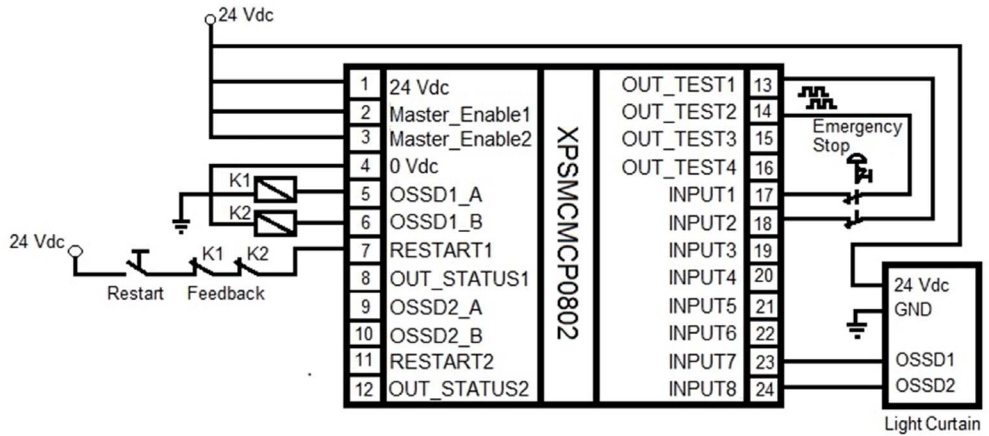 24 Vdc
1 24 Vdc
2 Master_Enable1
3 Master_Enable2
4 0 Vdc
K1
5 OSSD1_A
K2
6 OSSD1_B
24 Vdc
K1 K2
7 RESTART1
Restart Feedback
8 OUT_STATUS1
9 OSSD2_A
10 OSSD2_B
11 RESTART2
12 OUT_STATUS2
XPSMCMCP0802
OUT_TEST1 13
OUT_TEST2 14
OUT_TEST3 15
OUT_TEST4 16
INPUT1 17
INPUT2 18
INPUT3 19
INPUT4 20
INPUT5 21
INPUT6 22
INPUT7 23
INPUT8 24
Emergency
Stop
24 Vdc
GND
OSSD1
OSSD2
Light Curtain